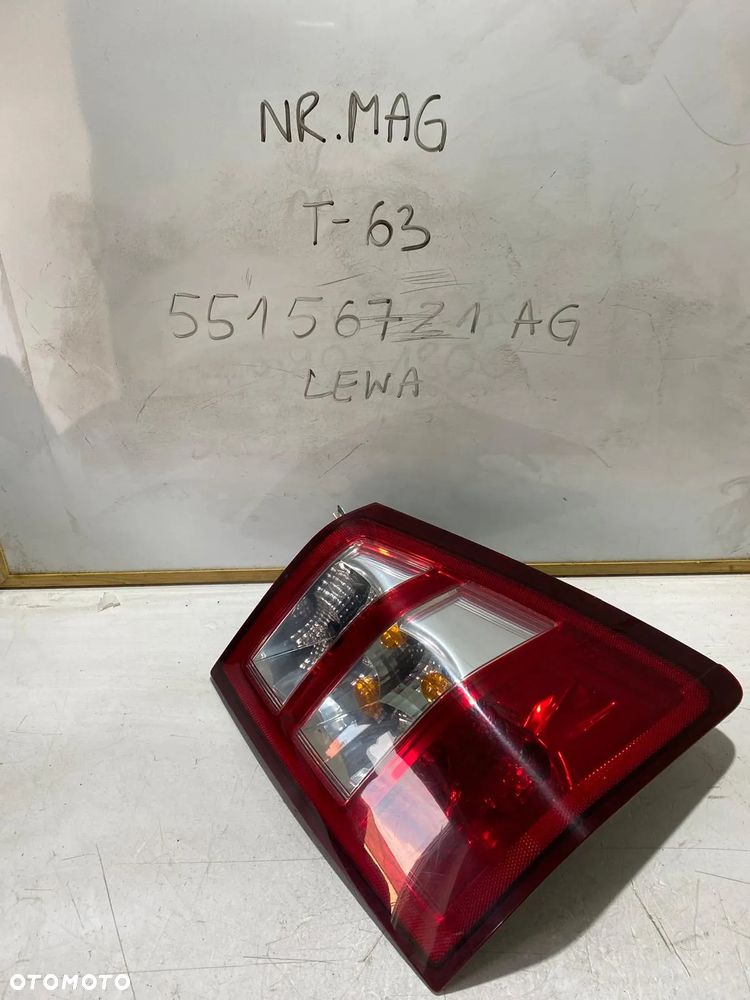 NR.MAG
T-63
55156721 AG
LEWA
OTOMOTO